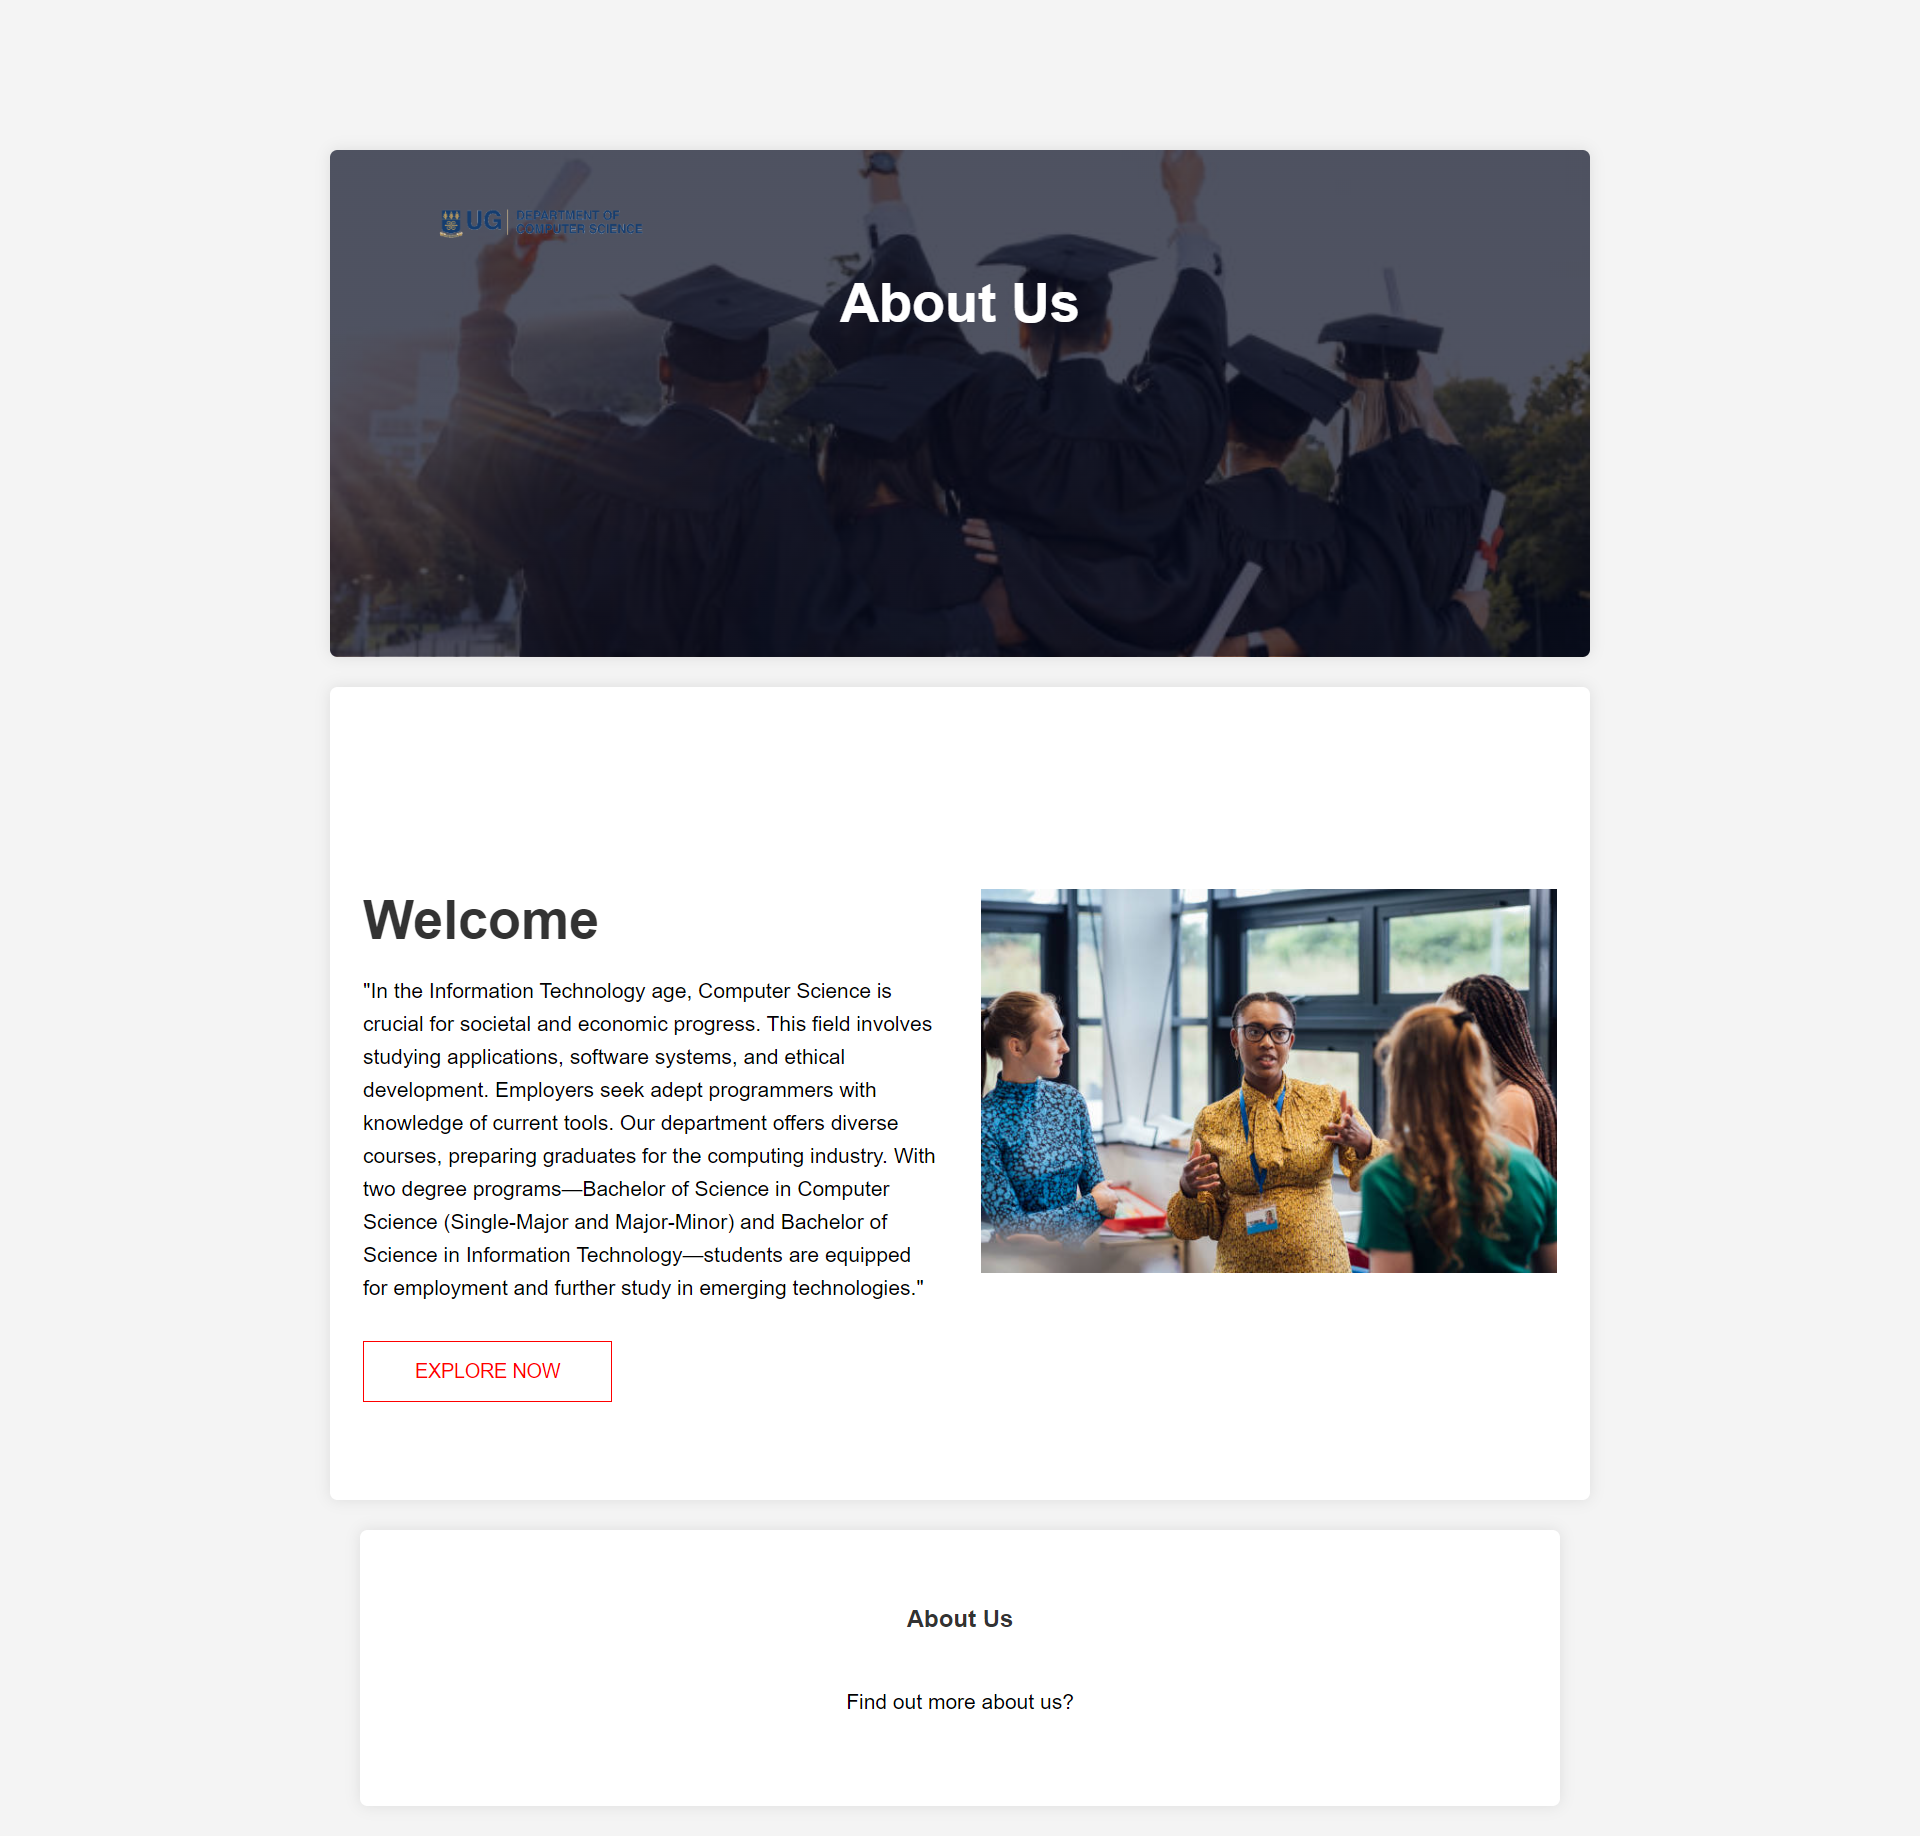 UG
DEPARTMENT OF
COMPUTER SCIENCE
About Us
Welcome
"In the Information Technology age, Computer Science is
crucial for societal and economic progress. This field involves
studying applications, software systems, and ethical
development. Employers seek adept programmers with
knowledge of current tools. Our department offers diverse
courses, preparing graduates for the computing industry. With
two degree programs—Bachelor of Science in Computer
Science (Single-Major and Major-Minor) and Bachelor of
Science in Information Technology—students are equipped
for employment and further study in emerging technologies."
EXPLORE NOW
About Us
Find out more about us?